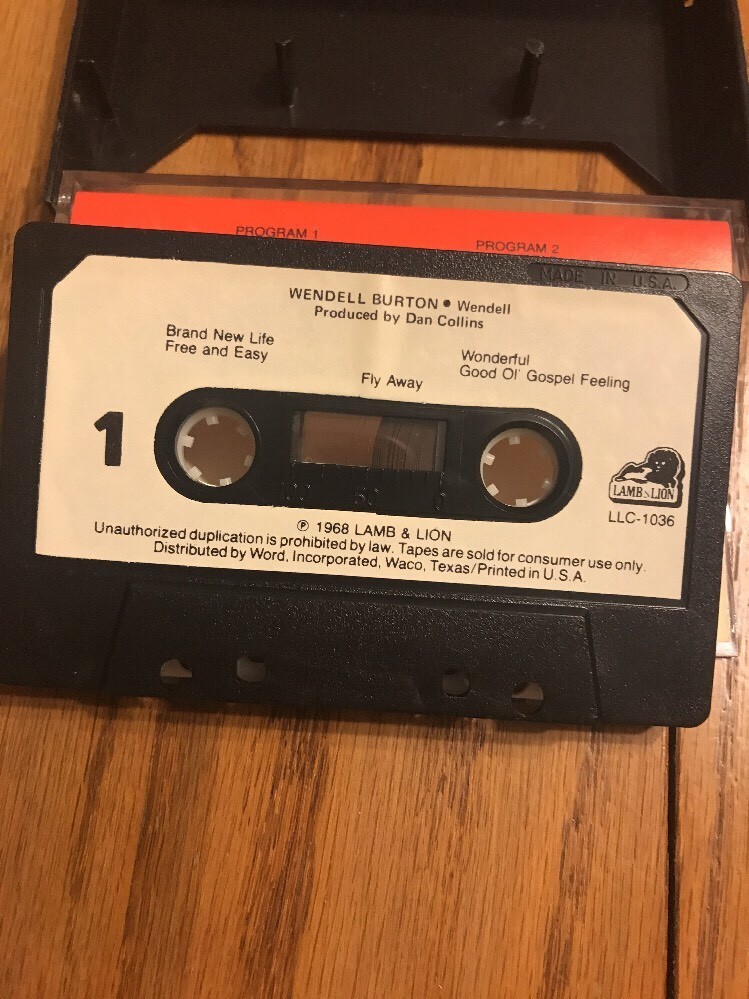 PROGRAM 1
PROGRAM 2
MADE IN U.S.A.
WENDELL BURTON • Wendell
Produced by Dan Collins
Brand New Life
Free and Easy
Fly Away
Wonderful
Good Ol' Gospel Feeling
1
LAMB & LION
LLC-1036
℗ 1968 LAMB & LION
Unauthorized duplication is prohibited by law. Tapes are sold for consumer use only.
Distributed by Word, Incorporated, Waco, Texas/Printed in U.S.A.